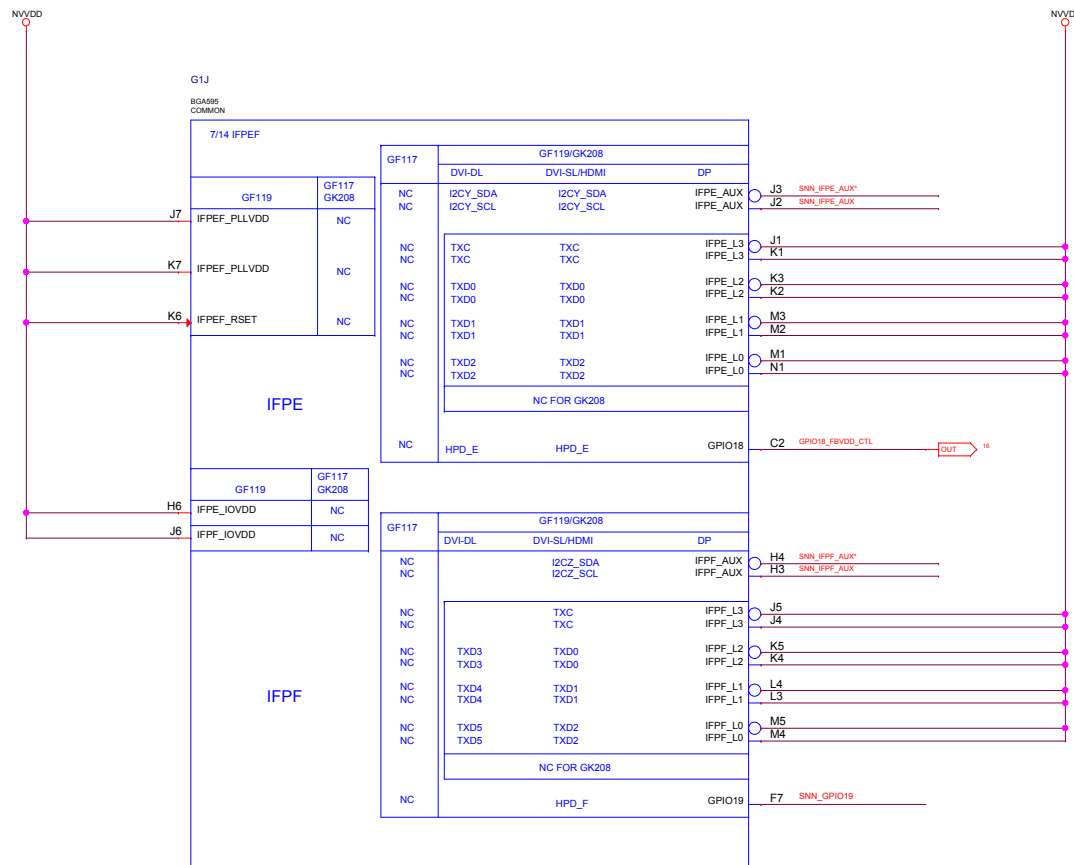 NVVDD NVVD
G1J
BGA595
COMMON
7/14 IFPEF
GF119 GF117 GK208
J7 IFPEF_PLLVDD NC
K7 IFPEF_PLLVDD NC
K6 IFPEF_RSET NC
IFPE
GF117 GF119/GK208
DVI-DL DVI-SL/HDMI DP
NC I2CY_SDA I2CY_SDA IFPE_AUX J3 SNN_IFPE_AUX*
NC I2CY_SCL I2CY_SCL IFPE_AUX J2 SNN_IFPE_AUX
NC TXC TXC IFPE_L3 J1
NC TXC TXC IFPE_L3 K1
NC TXD0 TXD0 IFPE_L2 K3
NC TXD0 TXD0 IFPE_L2 K2
NC TXD1 TXD1 IFPE_L1 M3
NC TXD1 TXD1 IFPE_L1 M2
NC TXD2 TXD2 IFPE_L0 M1
NC TXD2 TXD2 IFPE_L0 N1
NC FOR GK208
NC HPD_E HPD_E GPIO18 C2 GPIO18_FBVDD_CTL OUT 16
GF119 GF117 GK208
H6 IFPE_IOVDD NC
J6 IFPF_IOVDD NC
IFPF
GF117 GF119/GK208
DVI-DL DVI-SL/HDMI DP
NC I2CZ_SDA IFPF_AUX H4 SNN_IFPF_AUX*
NC I2CZ_SCL IFPF_AUX H3 SNN_IFPF_AUX
NC TXC IFPF_L3 J5
NC TXC IFPF_L3 J4
NC TXD3 TXD0 IFPF_L2 K5
NC TXD3 TXD0 IFPF_L2 K4
NC TXD4 TXD1 IFPF_L1 L4
NC TXD4 TXD1 IFPF_L1 L3
NC TXD5 TXD2 IFPF_L0 M5
NC TXD5 TXD2 IFPF_L0 M4
NC FOR GK208
NC HPD_F GPIO19 F7 SNN_GPIO19